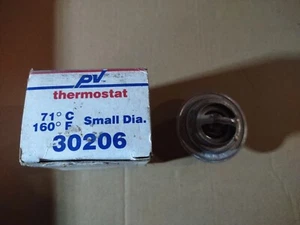 pv
thermostat
71° C
160° F Small Dia.
30206